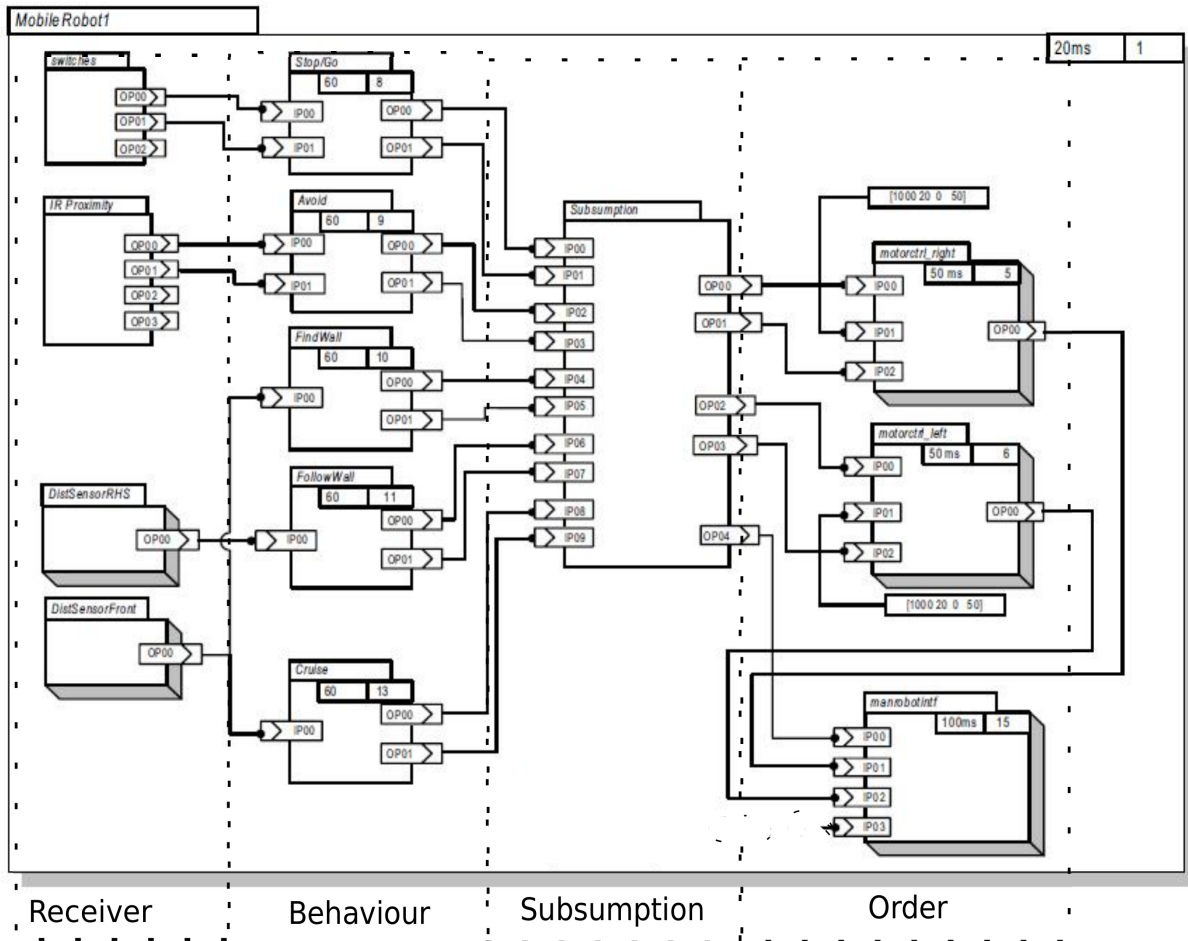 MobileRobot1
20ms 1
switches
OP00
OP01
OP02
IR Proximity
OP00
OP01
OP02
OP03
DistSensorRHS
OP00
DistSensorFront
OP00
Stop/Go
60 8
IP00 OP00
IP01 OP01
Avoid
60 9
IP00 OP00
IP01 OP01
FindWall
60 10
OP00
IP00
OP01
FollowWall
60 11
OP00
IP00
OP01
Cruise
60 13
OP00
IP00
OP01
Subsumption
IP00
IP01
IP02
IP03
IP04
IP05
IP06
IP07
IP08
IP09
OP00
OP01
OP02
OP03
OP04
[1000 20 0 50]
motorctrl_right
50 ms 5
IP00
IP01 OP00
IP02
motorctrl_left
50 ms 6
IP00
IP01 OP00
IP02
[1000 20 0 50]
manrobotintf
100ms 15
IP00
IP01
IP02
IP03
Receiver Behaviour Subsumption Order